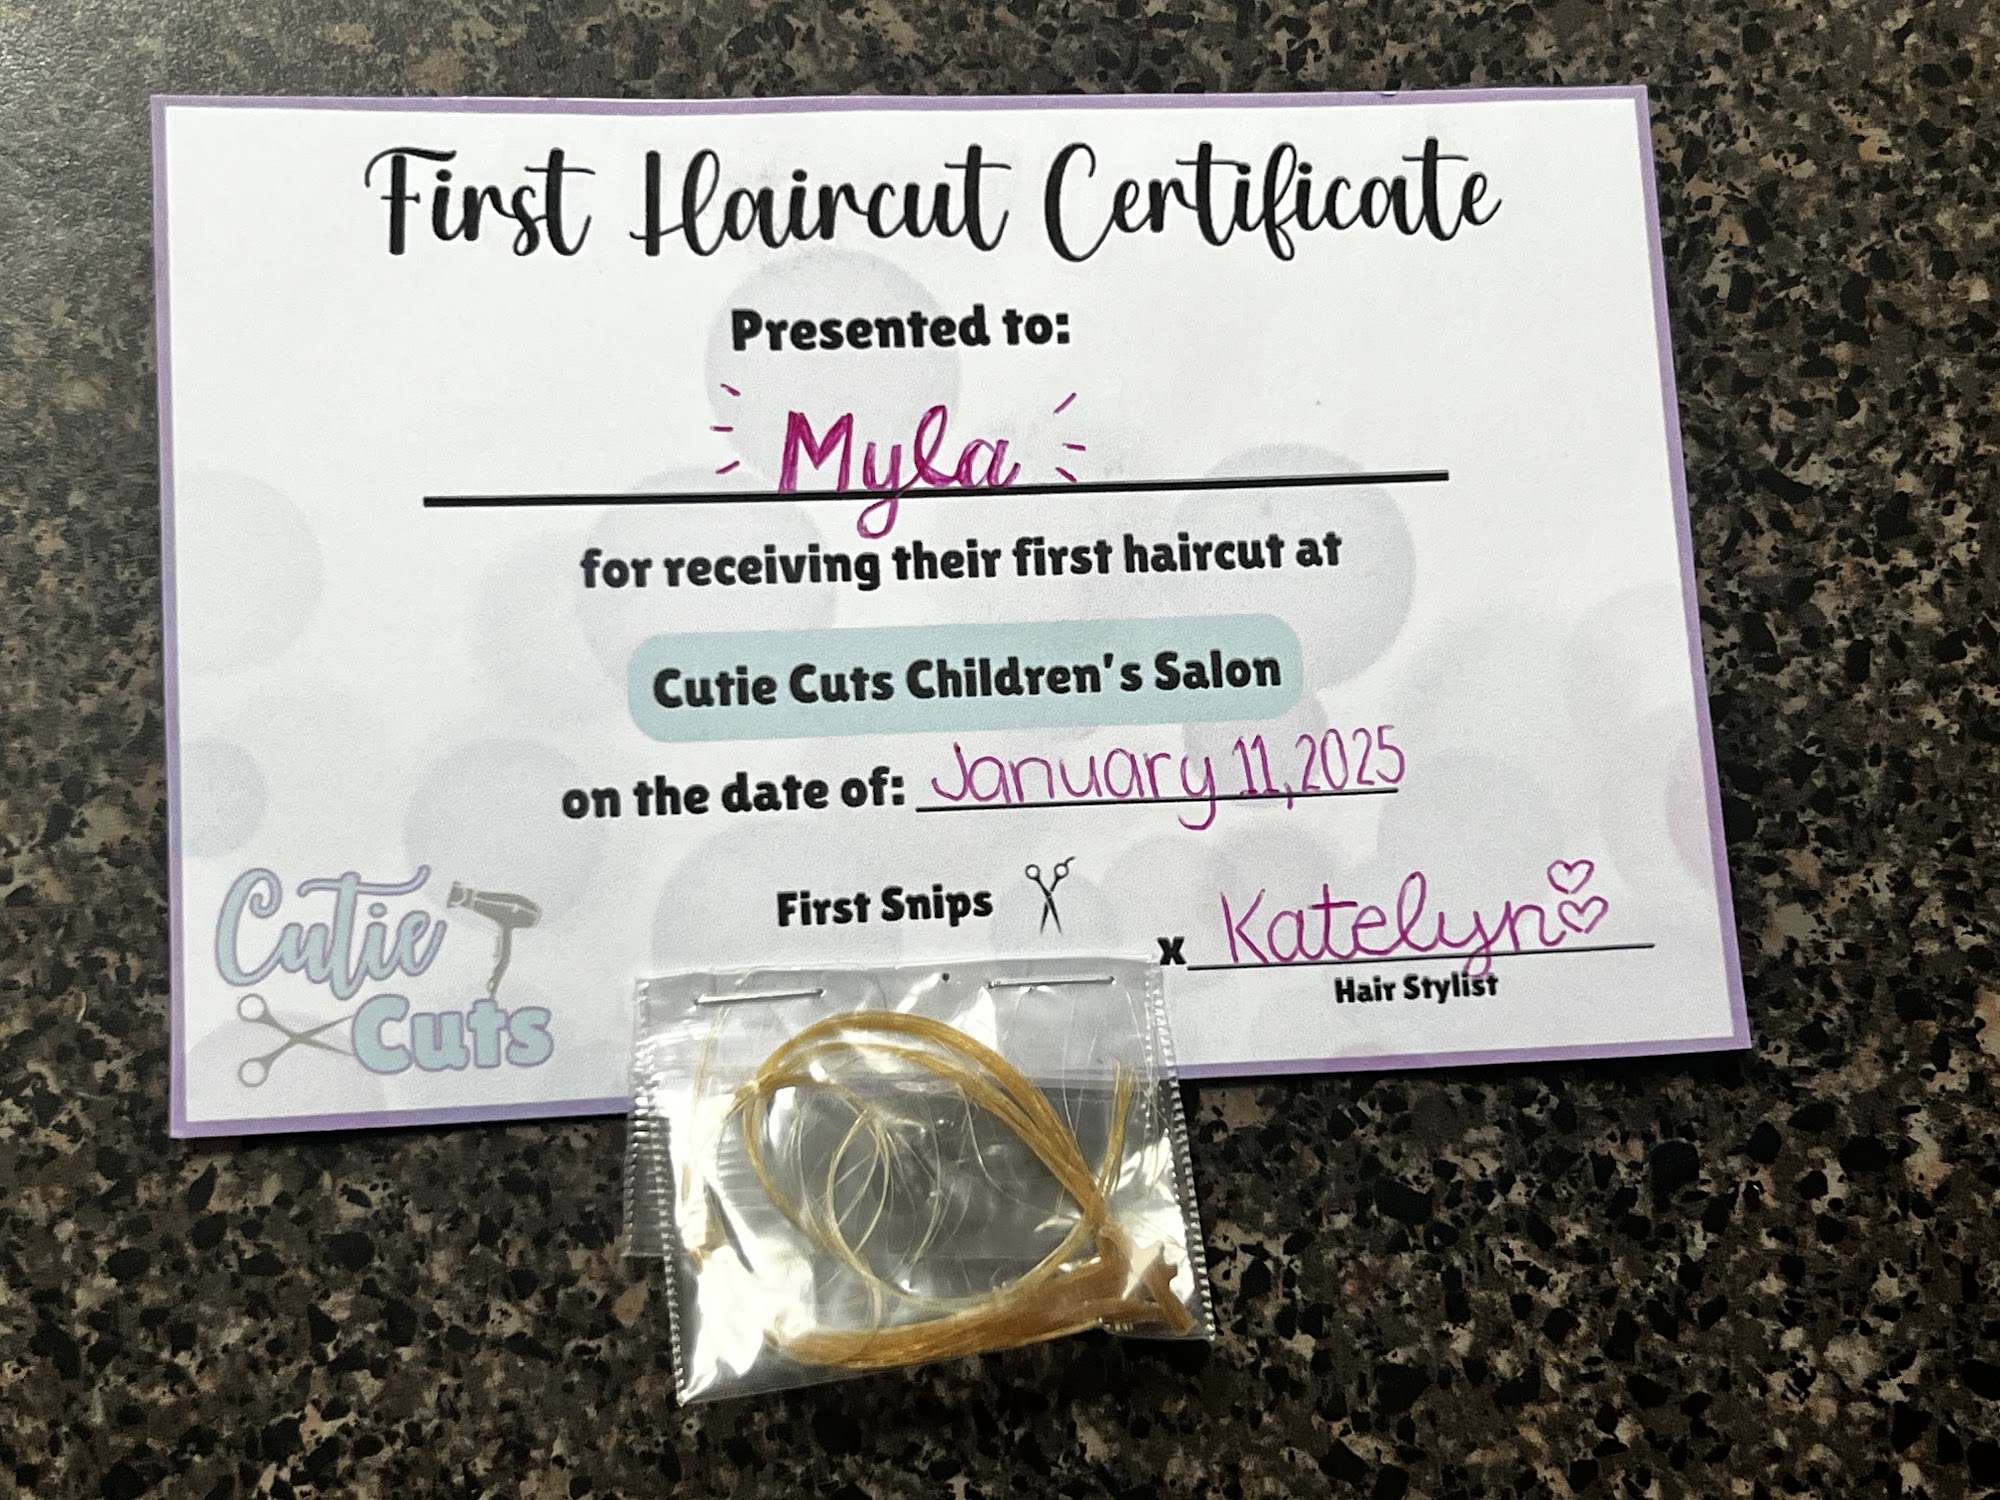 First Haircut Certificate
Presented to:
Myla
for receiving their first haircut at
Cutie Cuts Children's Salon
on the date of: January 11, 2025
First Snips
x Katelyn
Hair Stylist
Cutie
Cuts